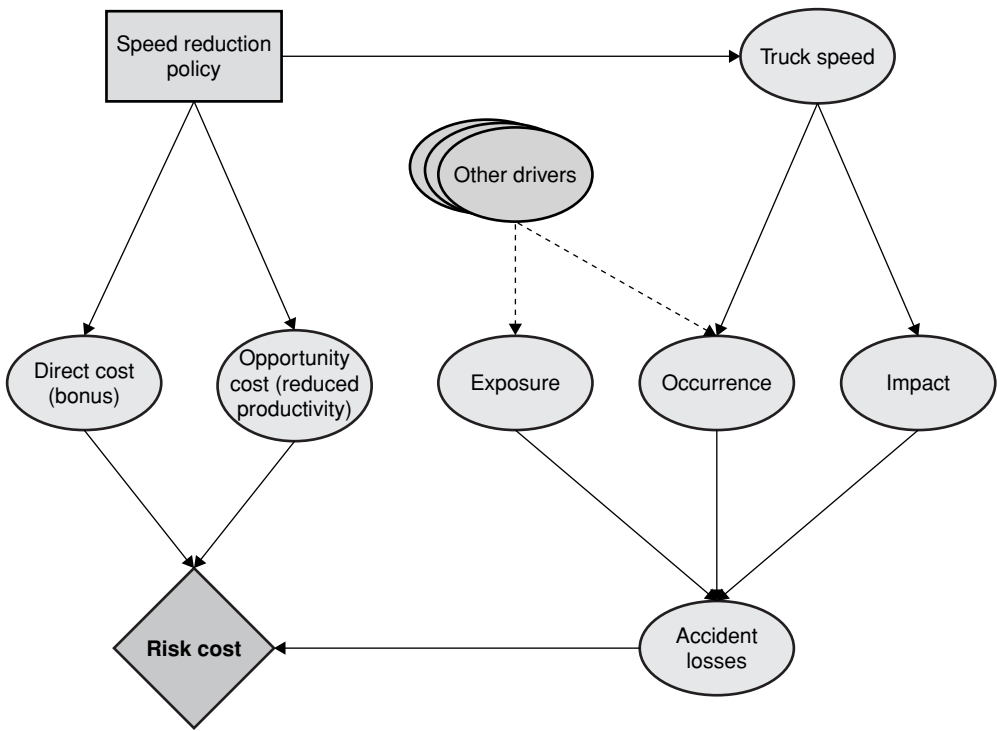 Speed reduction
policy
Truck speed
Other drivers
Direct cost
(bonus)
Opportunity
cost (reduced
productivity)
Exposure
Occurrence
Impact
Risk cost
Accident
losses